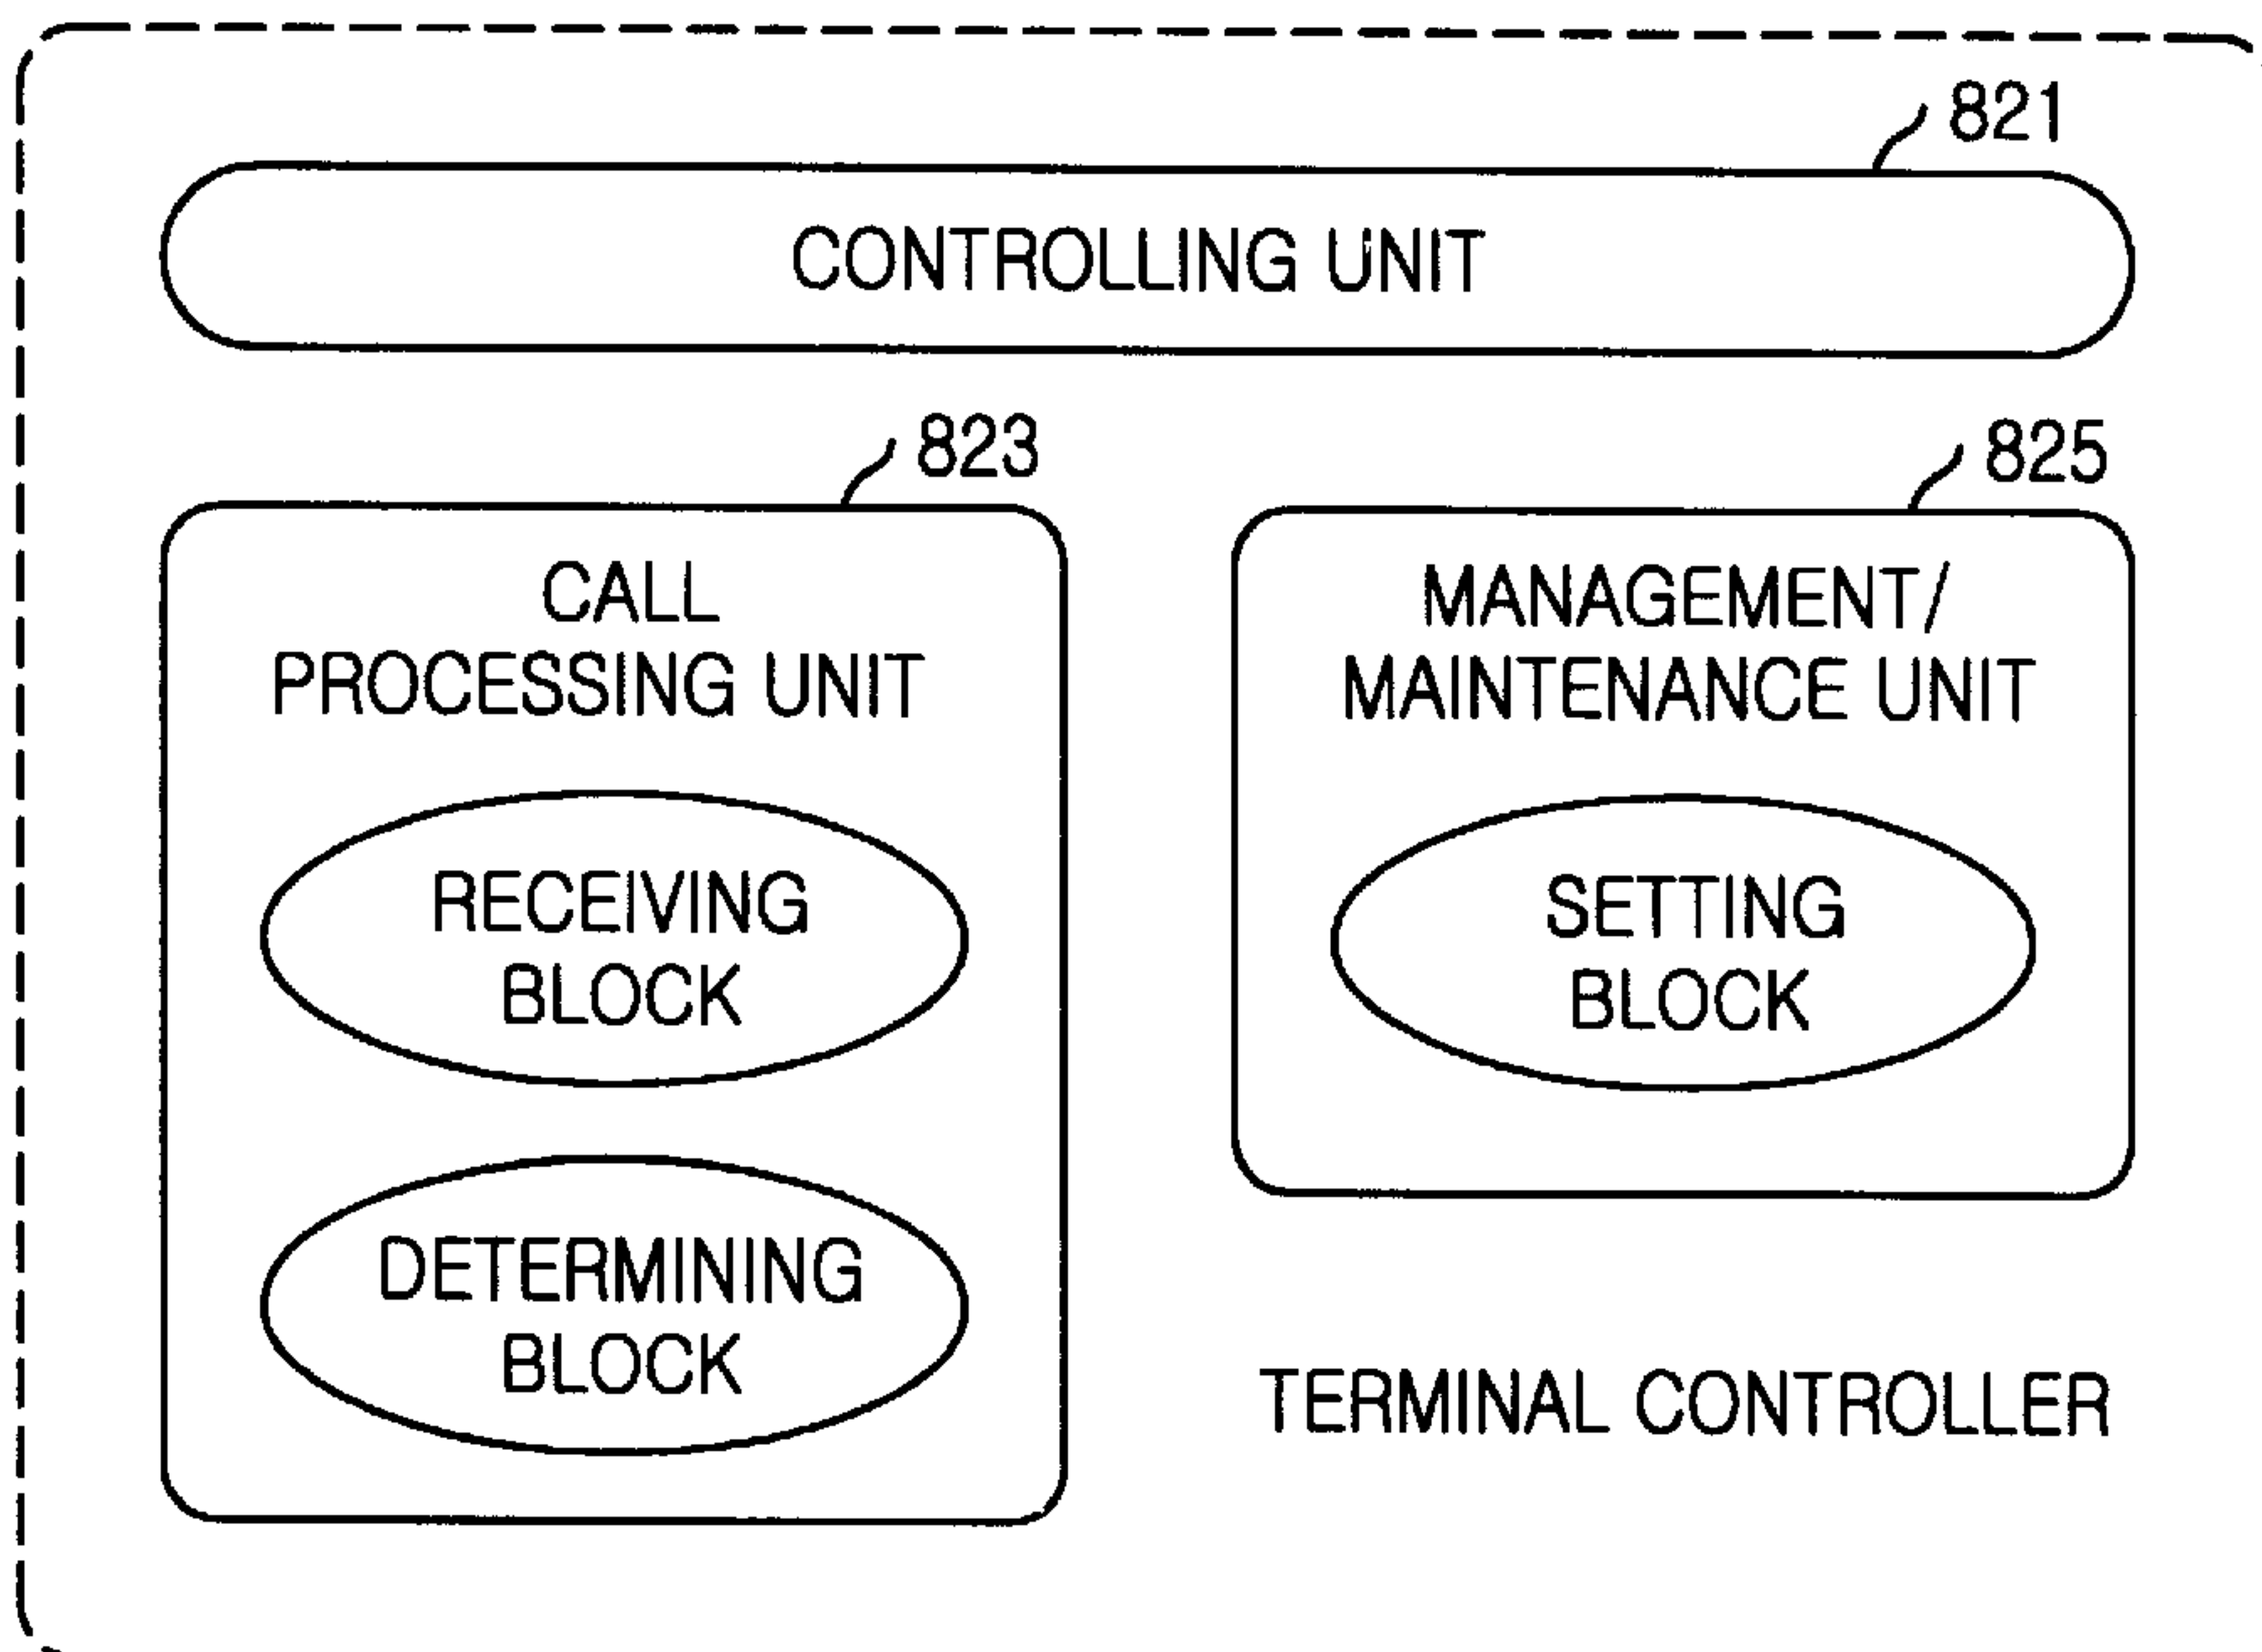 821
CONTROLLING UNIT
823
825
CALL
PROCESSING UNIT
MANAGEMENT/
MAINTENANCE UNIT
RECEIVING
BLOCK
SETTING
BLOCK
DETERMINING
BLOCK
TERMINAL CONTROLLER